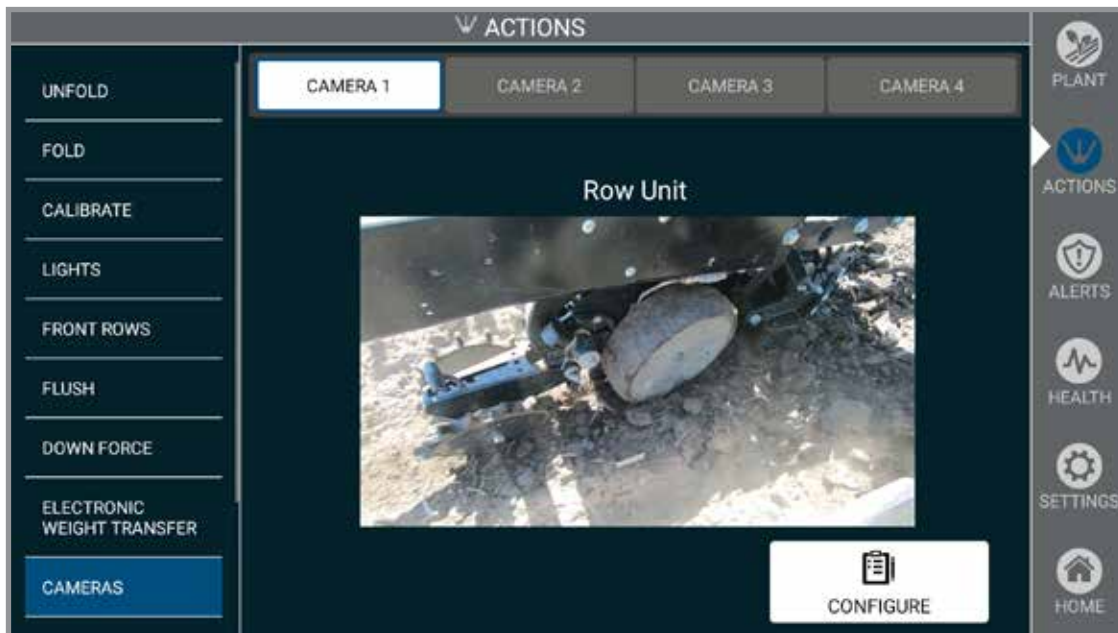 ACTIONS
UNFOLD
FOLD
CALIBRATE
LIGHTS
FRONT ROWS
FLUSH
DOWN FORCE
ELECTRONIC
WEIGHT TRANSFER
CAMERAS
CAMERA 1
CAMERA 2
CAMERA 3
CAMERA 4
Row Unit
CONFIGURE
PLANT
ACTIONS
ALERTS
HEALTH
SETTINGS
HOME